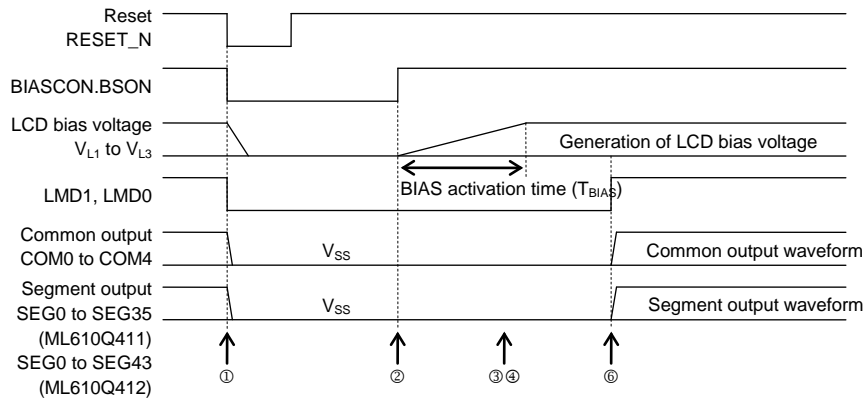 Reset
RESET_N
BIASCON.BSON
LCD bias voltage
VL1 to VL3
Generation of LCD bias voltage
BIAS activation time (TBIAS)
LMD1, LMD0
Common output
COM0 to COM4
VSS
Common output waveform
Segment output
SEG0 to SEG35
(ML610Q411)
SEG0 to SEG43
(ML610Q412)
VSS
Segment output waveform
① ② ③④ ⑥